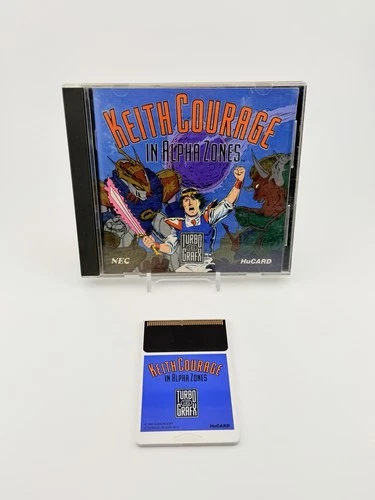 KEITH COURAGE
IN ALPHA ZONES
TURBO
GRAFX
NEC
HuCARD
KEITH COURAGE
IN ALPHA ZONES
TURBO
GRAFX
HuCARD